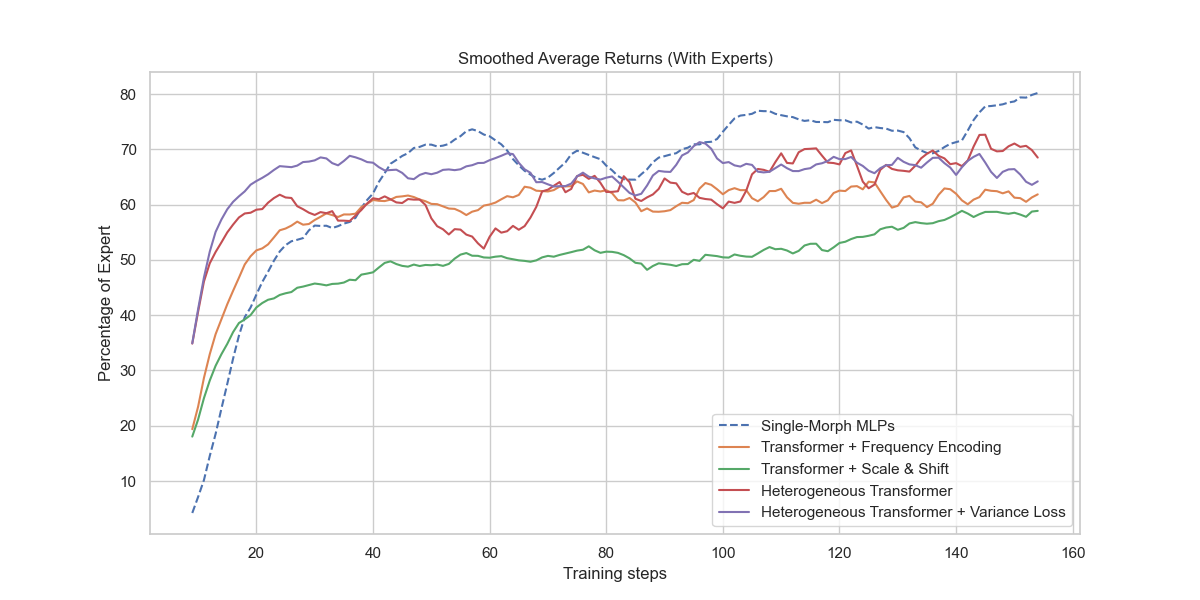 Smoothed Average Returns (With Experts)
Percentage of Expert
80
70
60
50
40
30
20
10
Single-Morph MLPs
Transformer + Frequency Encoding
Transformer + Scale & Shift
Heterogeneous Transformer
Heterogeneous Transformer + Variance Loss
20 40 60 80 100 120 140 160
Training steps